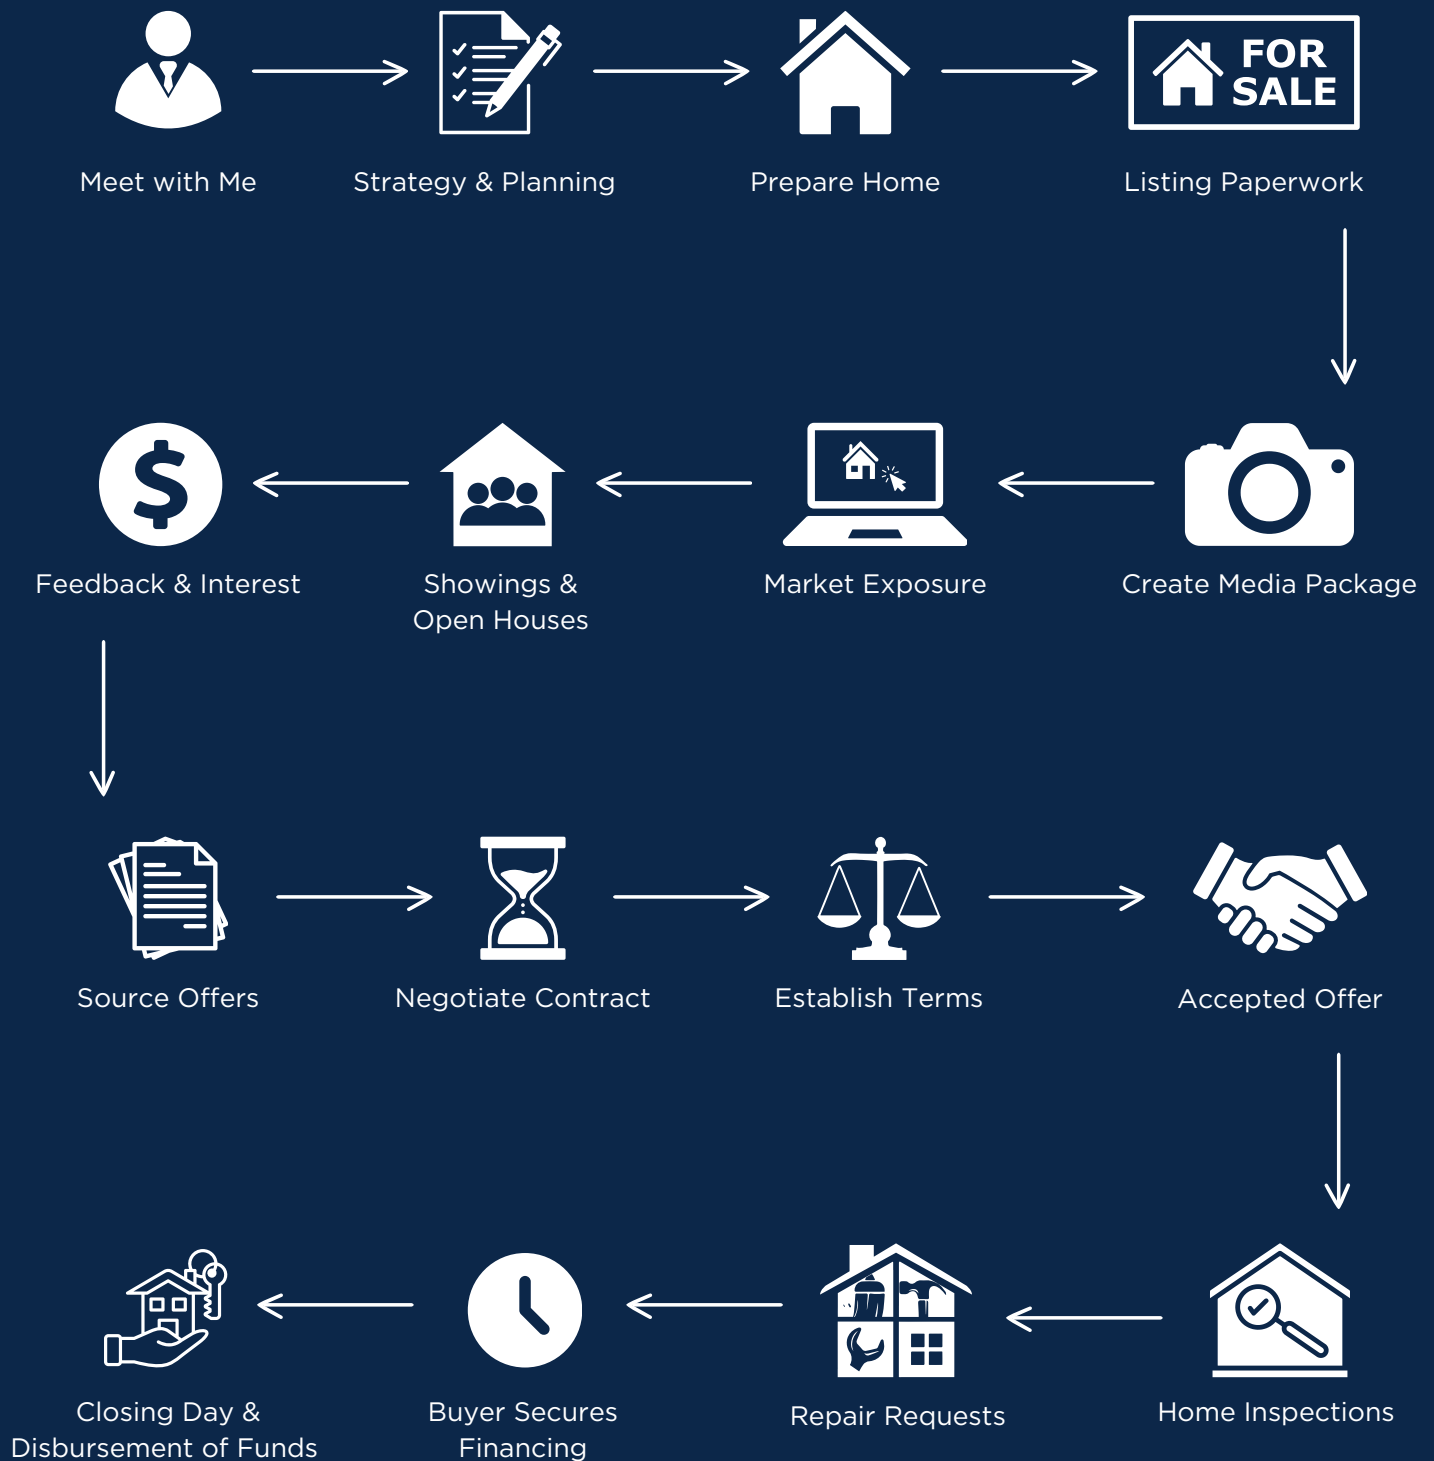 FOR
SALE
Meet with Me
Strategy & Planning
Prepare Home
Listing Paperwork
Feedback & Interest
Showings &
Open Houses
Market Exposure
Create Media Package
Source Offers
Negotiate Contract
Establish Terms
Accepted Offer
Closing Day &
Disbursement of Funds
Buyer Secures
Financing
Repair Requests
Home Inspections